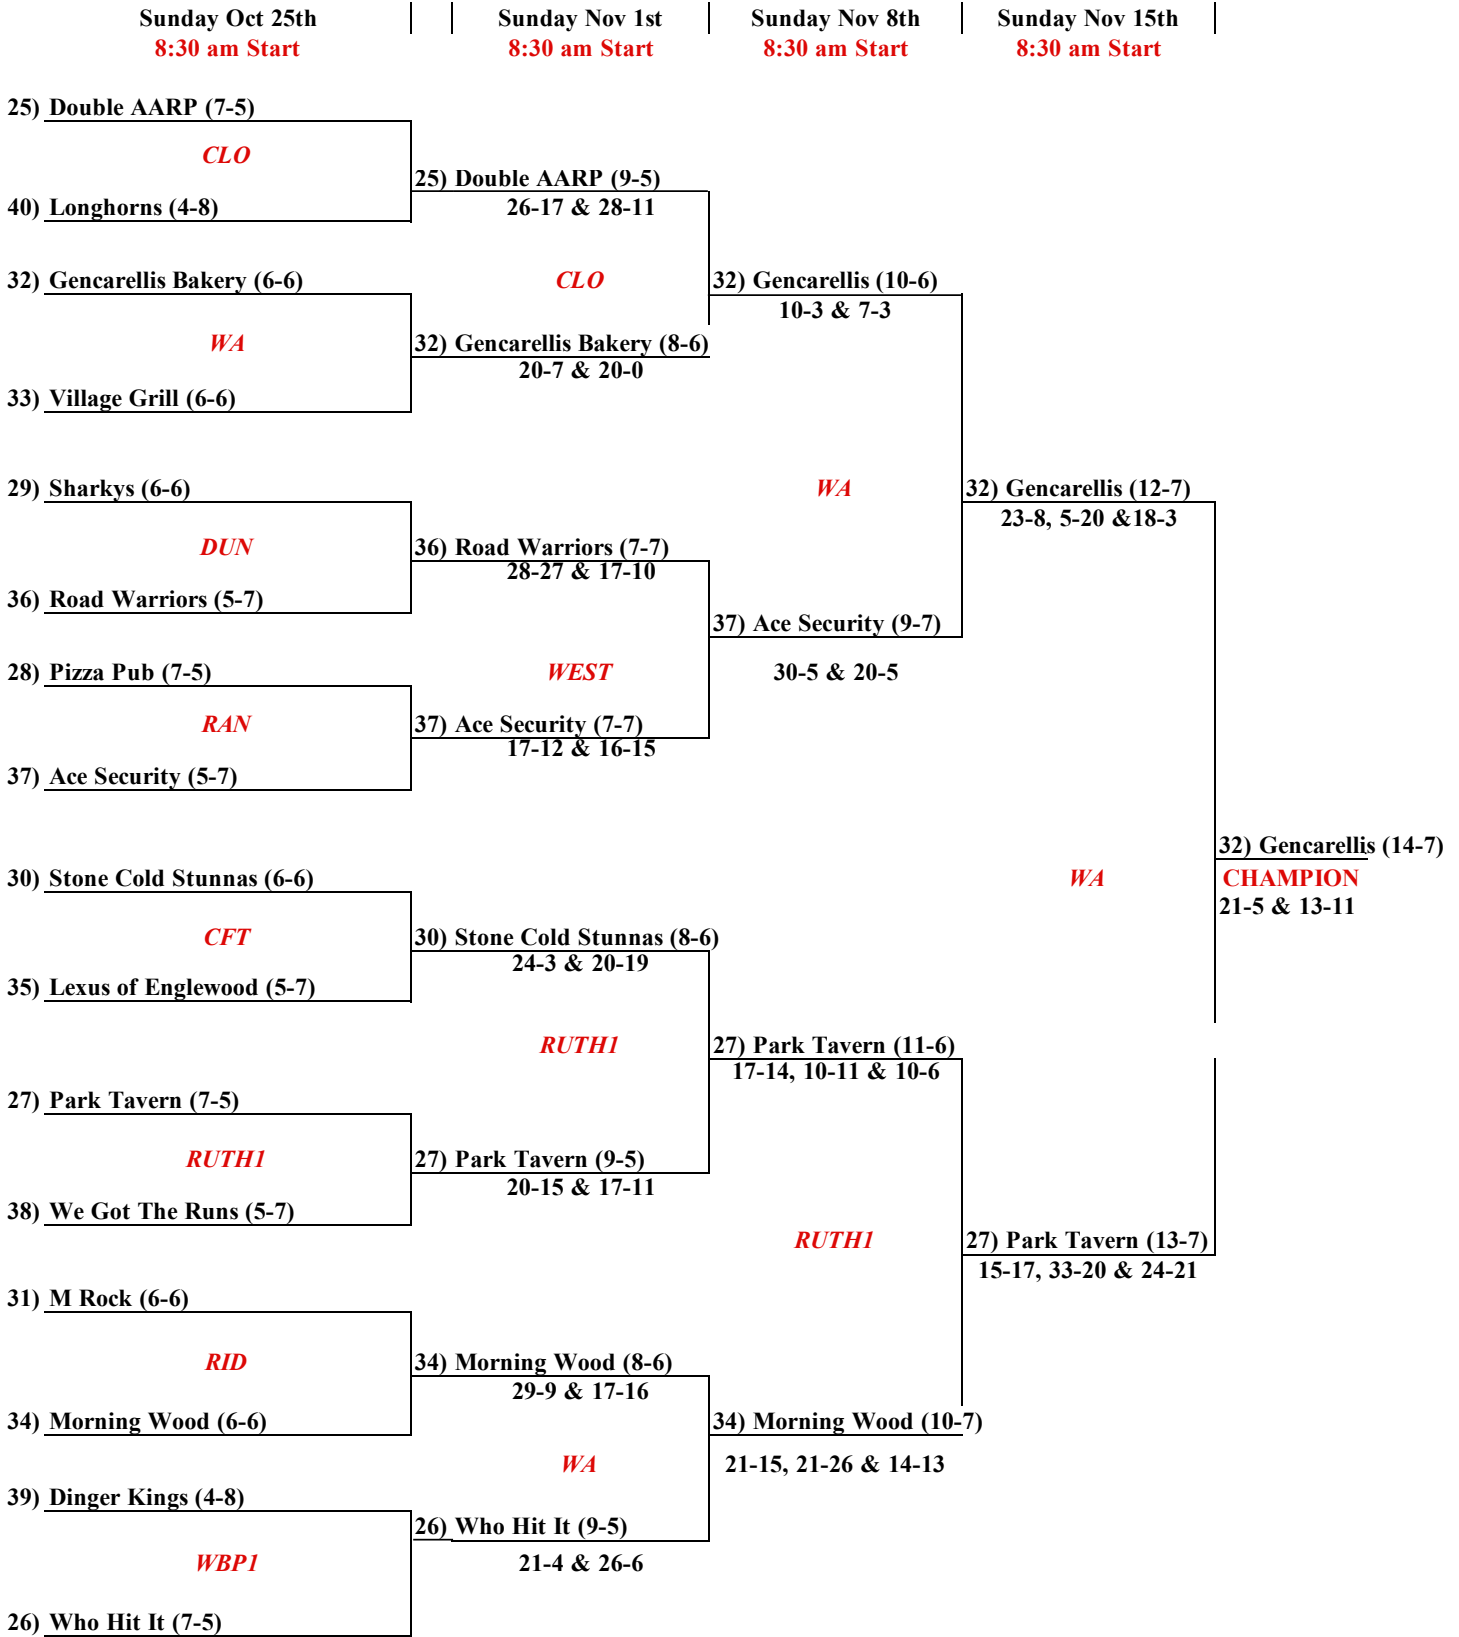 Sunday Oct 25th
8:30 am Start
Sunday Nov 1st
8:30 am Start
Sunday Nov 8th
8:30 am Start
Sunday Nov 15th
8:30 am Start
25) Double AARP (7-5)
CLO
40) Longhorns (4-8)
32) Gencarellis Bakery (6-6)
WA
33) Village Grill (6-6)
29) Sharkys (6-6)
DUN
36) Road Warriors (5-7)
28) Pizza Pub (7-5)
RAN
37) Ace Security (5-7)
30) Stone Cold Stunnas (6-6)
CFT
35) Lexus of Englewood (5-7)
27) Park Tavern (7-5)
RUTH1
38) We Got The Runs (5-7)
31) M Rock (6-6)
RID
34) Morning Wood (6-6)
39) Dinger Kings (4-8)
WBP1
26) Who Hit It (7-5)
25) Double AARP (9-5)
26-17 & 28-11
CLO
32) Gencarellis Bakery (8-6)
20-7 & 20-0
36) Road Warriors (7-7)
28-27 & 17-10
WEST
37) Ace Security (7-7)
17-12 & 16-15
30) Stone Cold Stunnas (8-6)
24-3 & 20-19
RUTH1
27) Park Tavern (9-5)
20-15 & 17-11
34) Morning Wood (8-6)
29-9 & 17-16
WA
26) Who Hit It (9-5)
21-4 & 26-6
32) Gencarellis (10-6)
10-3 & 7-3
WA
37) Ace Security (9-7)
30-5 & 20-5
27) Park Tavern (11-6)
17-14, 10-11 & 10-6
RUTH1
34) Morning Wood (10-7)
21-15, 21-26 & 14-13
32) Gencarellis (12-7)
23-8, 5-20 &18-3
WA
27) Park Tavern (13-7)
15-17, 33-20 & 24-21
32) Gencarellis (14-7)
CHAMPION
21-5 & 13-11